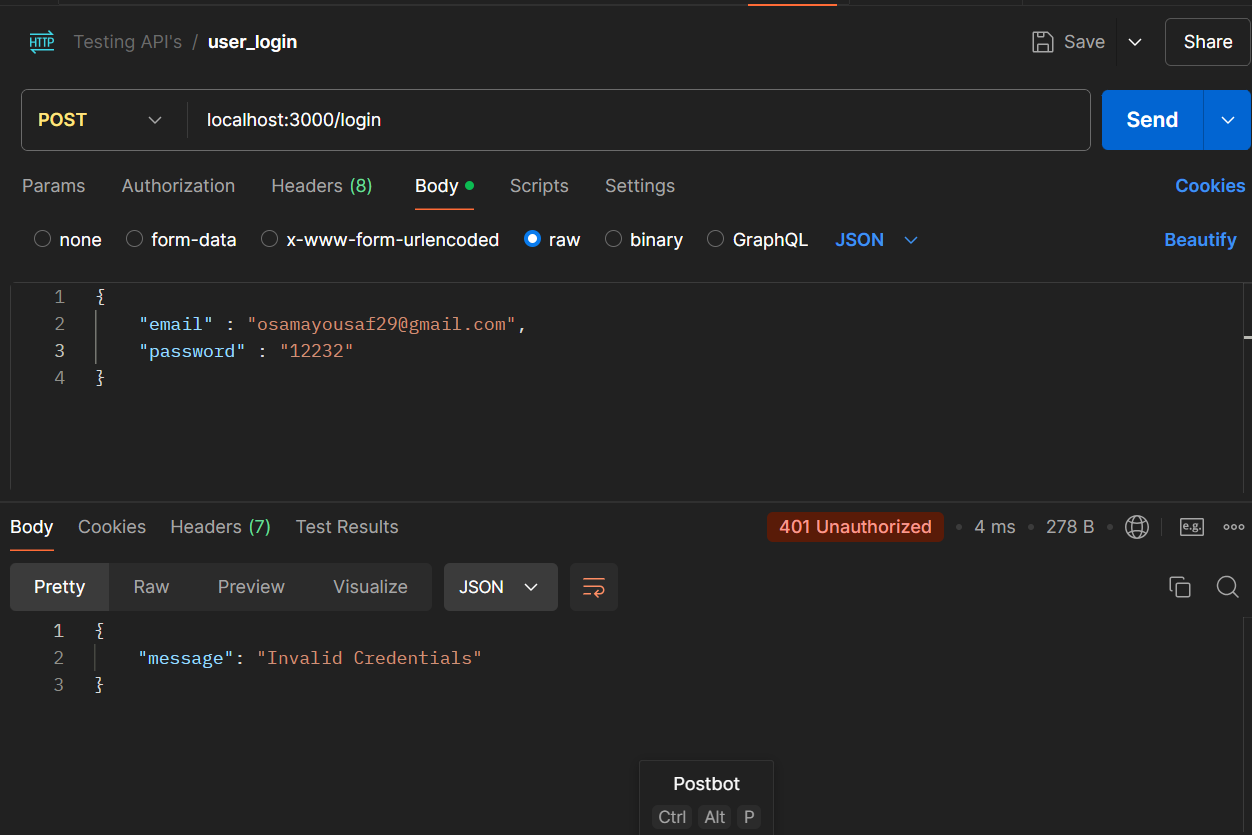 HTTP Testing API's / user_login Save Share
POST localhost:3000/login Send
Params Authorization Headers (8) Body Scripts Settings Cookies
none form-data x-www-form-urlencoded raw binary GraphQL JSON Beautify
1 {
2 "email" : "osamayousaf29@gmail.com",
3 "password" : "12232"
4 }
Body Cookies Headers (7) Test Results 401 Unauthorized • 4 ms • 278 B • e.g. ooo
Pretty Raw Preview Visualize JSON
1 {
2 "message": "Invalid Credentials"
3 }
Postbot
Ctrl Alt P